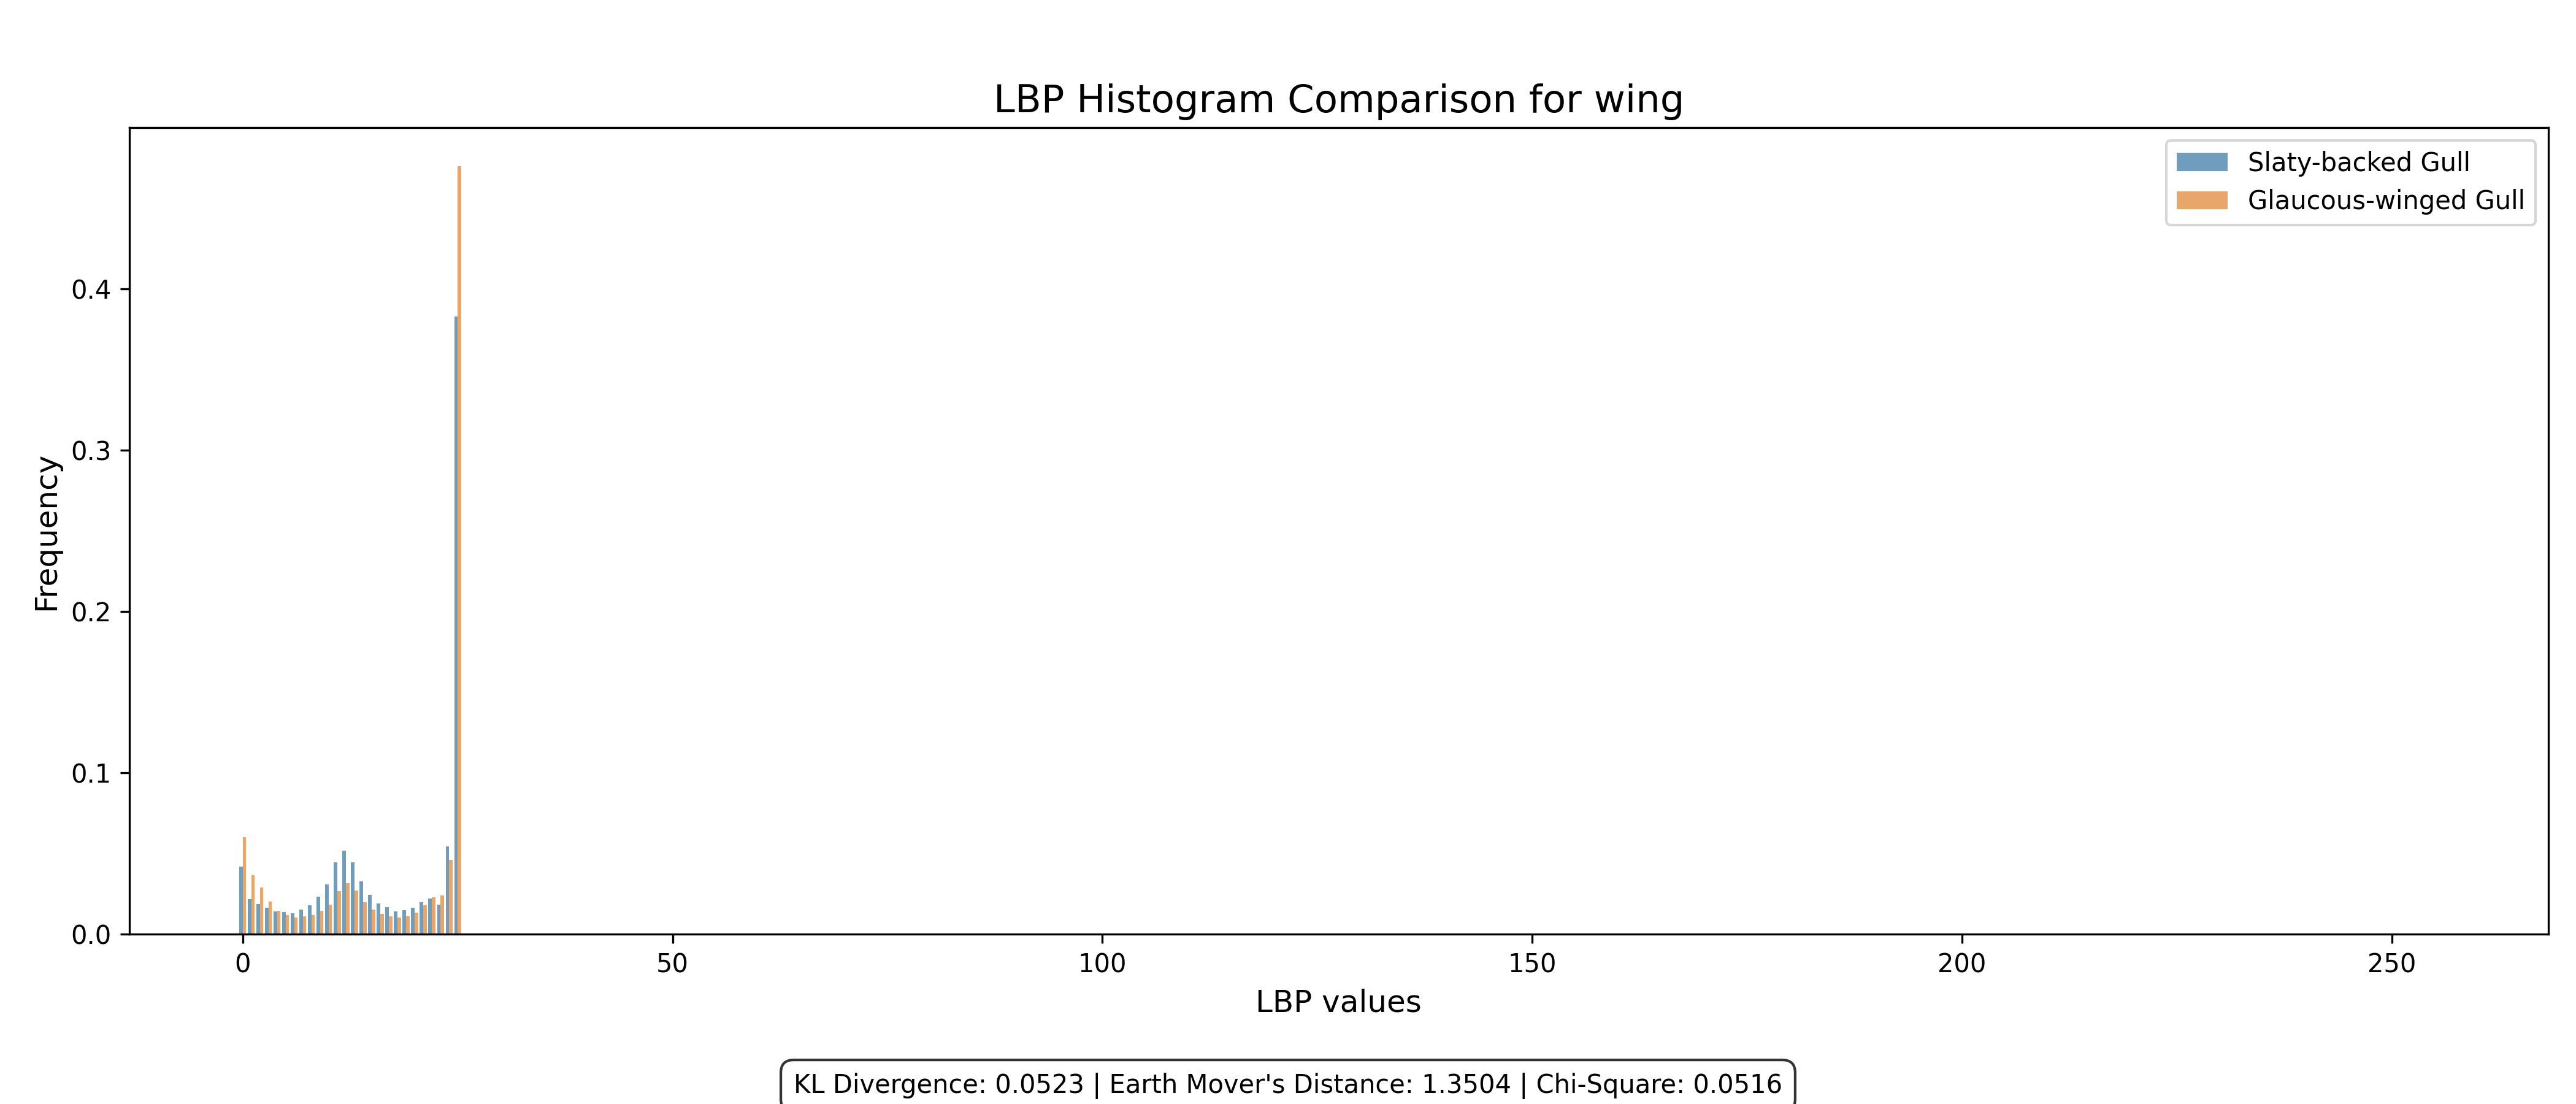 LBP Histogram Comparison for wing
Slaty-backed Gull
Glaucous-winged Gull
Frequency
0.4
0.3
0.2
0.1
0.0
0 50 100 150 200 250
LBP values
KL Divergence: 0.0523 | Earth Mover's Distance: 1.3504 | Chi-Square: 0.0516